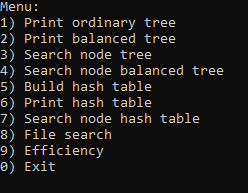 Menu:
1) Print ordinary tree
2) Print balanced tree
3) Search node tree
4) Search node balanced tree
5) Build hash table
6) Print hash table
7) Search node hash table
8) File search
9) Efficiency
0) Exit